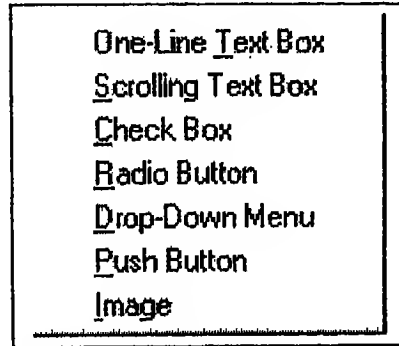 One-Line Text Box
Scrolling Text Box
Check Box
Radio Button
Drop-Down Menu
Push Button
Image